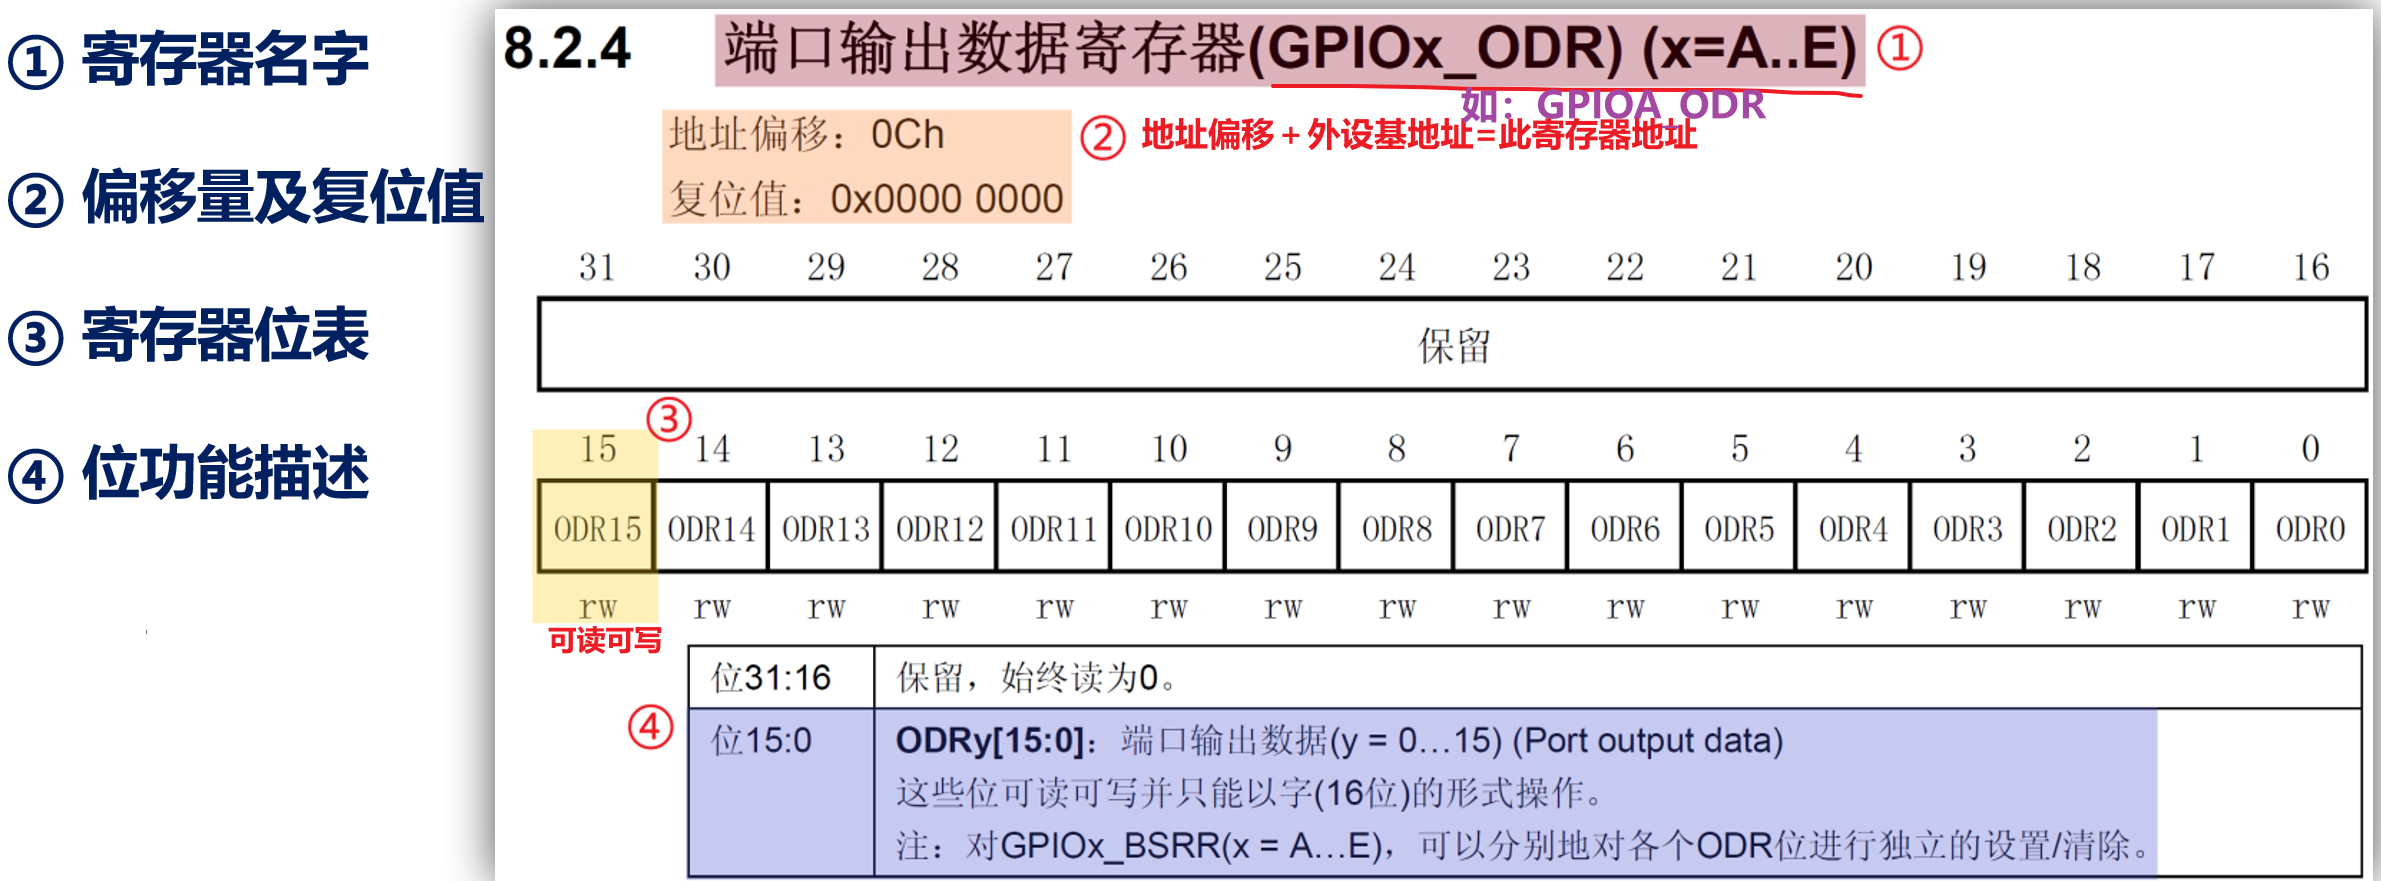 ① 寄存器名字
② 偏移量及复位值
③ 寄存器位表
④ 位功能描述
8.2.4 端口输出数据寄存器(GPIOx_ODR) (x=A..E) ①
如：GPIOA_ODR
地址偏移：0Ch
② 地址偏移+外设基地址=此寄存器地址
复位值：0x0000 0000
31 30 29 28 27 26 25 24 23 22 21 20 19 18 17 16
保留
③
15 14 13 12 11 10 9 8 7 6 5 4 3 2 1 0
ODR15 ODR14 ODR13 ODR12 ODR11 ODR10 ODR9 ODR8 ODR7 ODR6 ODR5 ODR4 ODR3 ODR2 ODR1 ODR0
rw rw rw rw rw rw rw rw rw rw rw rw rw rw rw rw
可读可写
位31:16 保留，始终读为0。
④
位15:0 ODRy[15:0]：端口输出数据(y = 0…15) (Port output data)
这些位可读可写并只能以字(16位)的形式操作。
注：对GPIOx_BSRR(x = A…E)，可以分别地对各个ODR位进行独立的设置/清除。